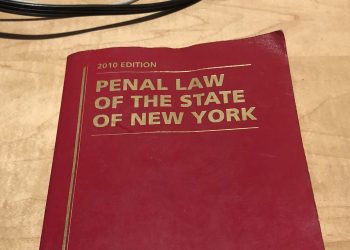 2010 EDITION
PENAL LAW
OF THE STATE
OF NEW YORK